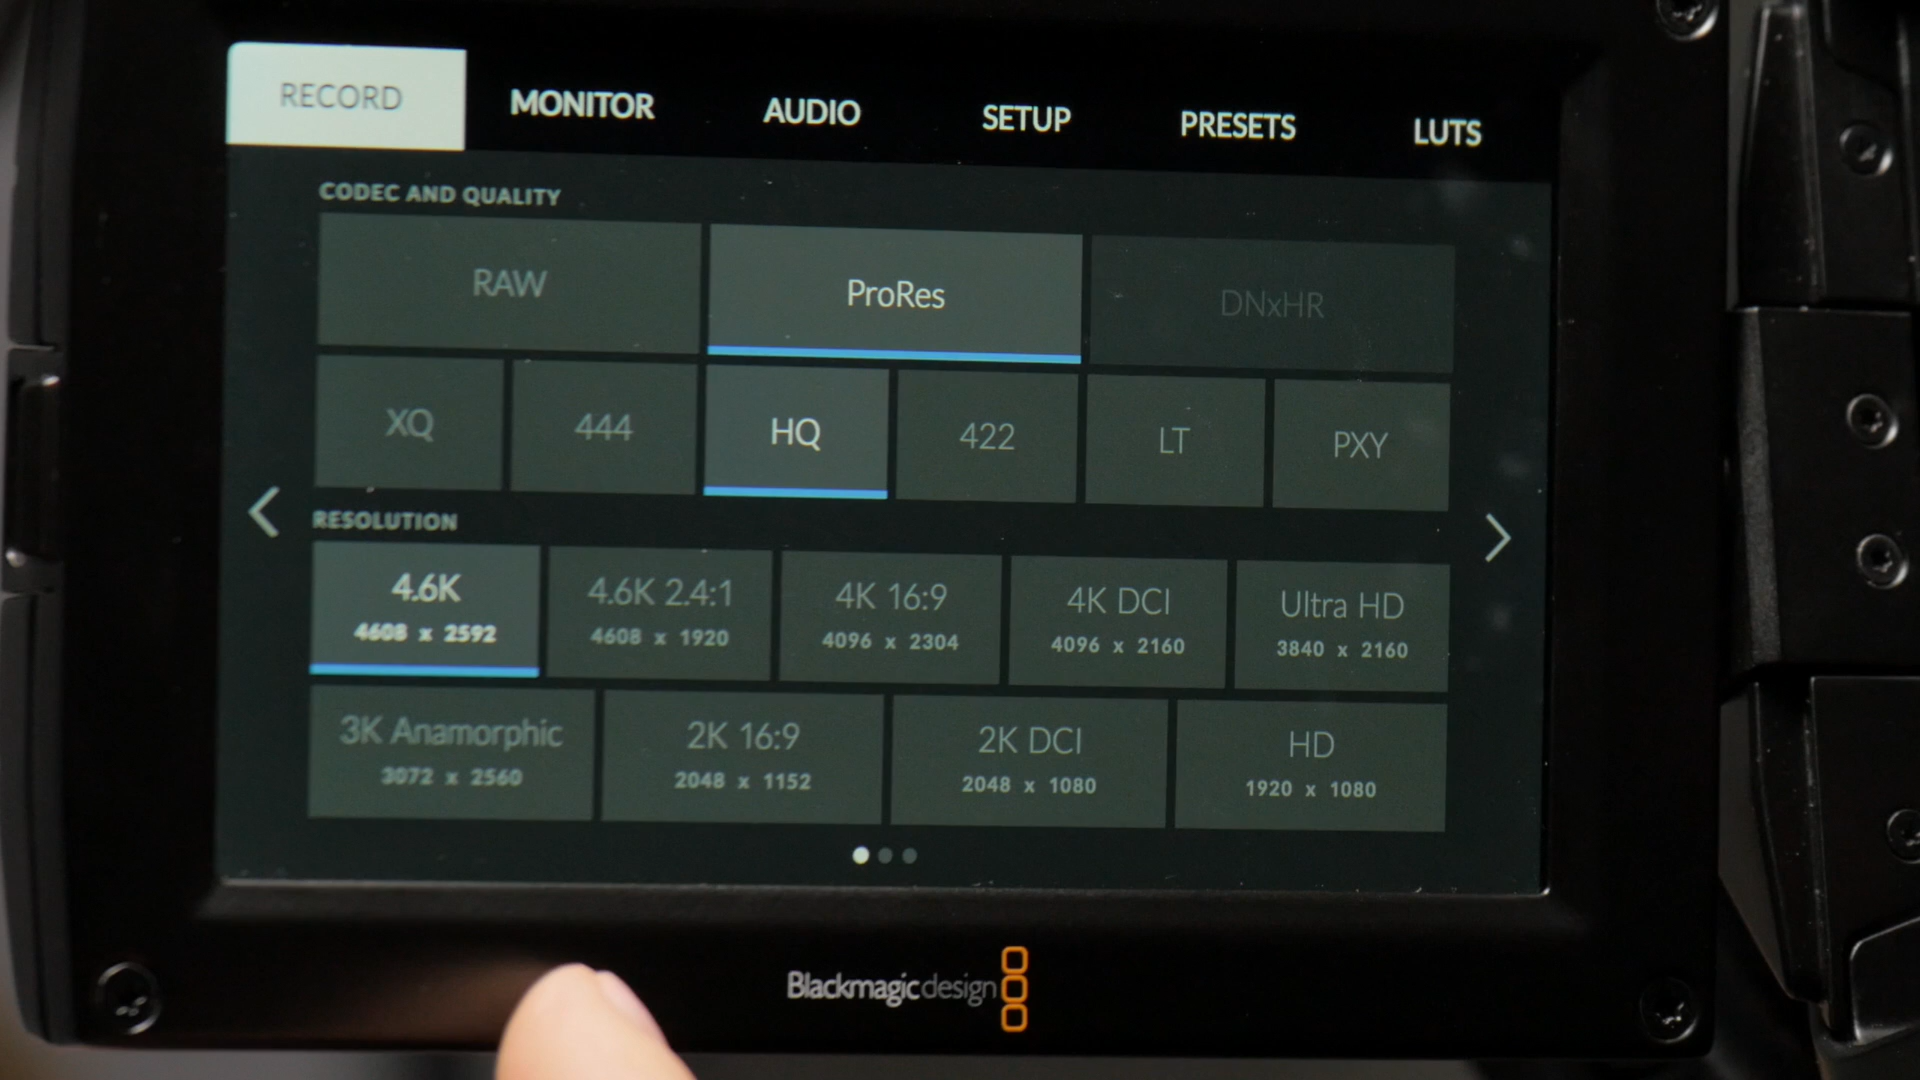 RECORD MONITOR AUDIO SETUP PRESETS LUTS
CODEC AND QUALITY
RAW ProRes DNxHR
XQ 444 HQ 422 LT PXY
RESOLUTION
4.6K 4.6K 2.4:1 4K 16:9 4K DCI Ultra HD
4608 x 2592 4608 x 1920 4096 x 2304 4096 x 2160 3840 x 2160
3K Anamorphic 2K 16:9 2K DCI HD
3072 x 2560 2048 x 1152 2048 x 1080 1920 x 1080
Blackmagicdesign